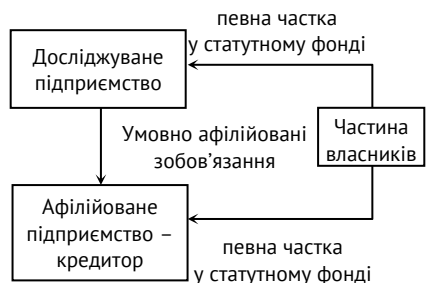 певна частка
у статутному фонді
Досліджуване
підприємство
Умовно афілійовані
зобов’язання
Частина
власників
Афілійоване
підприємство –
кредитор
певна частка
у статутному фонді